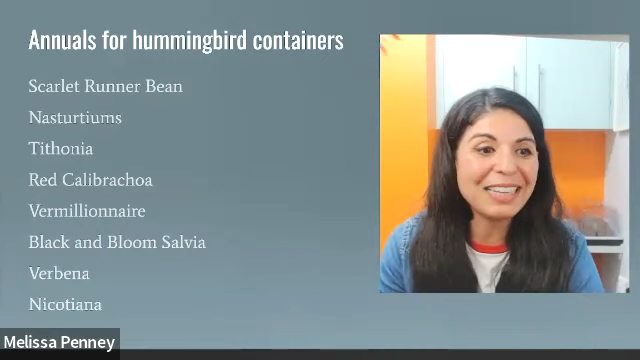 Annuals for hummingbird containers
Scarlet Runner Bean
Nasturtiums
Tithonia
Red Calibrachoa
Vermillionnaire
Black and Bloom Salvia
Verbena
Nicotiana
Melissa Penney